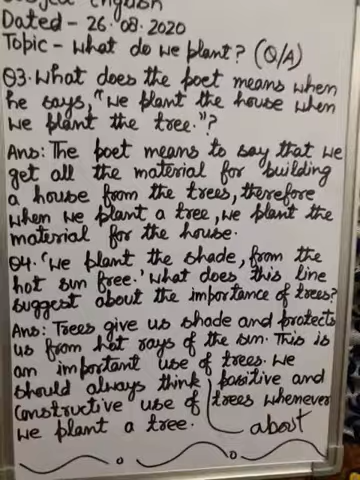 Subject English
Dated - 26.08.2020
Topic - What do we plant? (Q/A)
Q3. What does the poet means when
he says, "we plant the house when
we plant the tree."?
Ans: The poet means to say that we
get all the material for building
a house from the trees, therefore
when we plant a tree, we plant the
material for the house.
Q4. 'We plant the shade, from the
hot sun free.' What does this line
suggest about the importance of trees?
Ans: Trees give us shade and protects
us from hot rays of the sun. This is
an important use of trees. We
should always think positive and
constructive use of trees whenever
we plant a tree. about